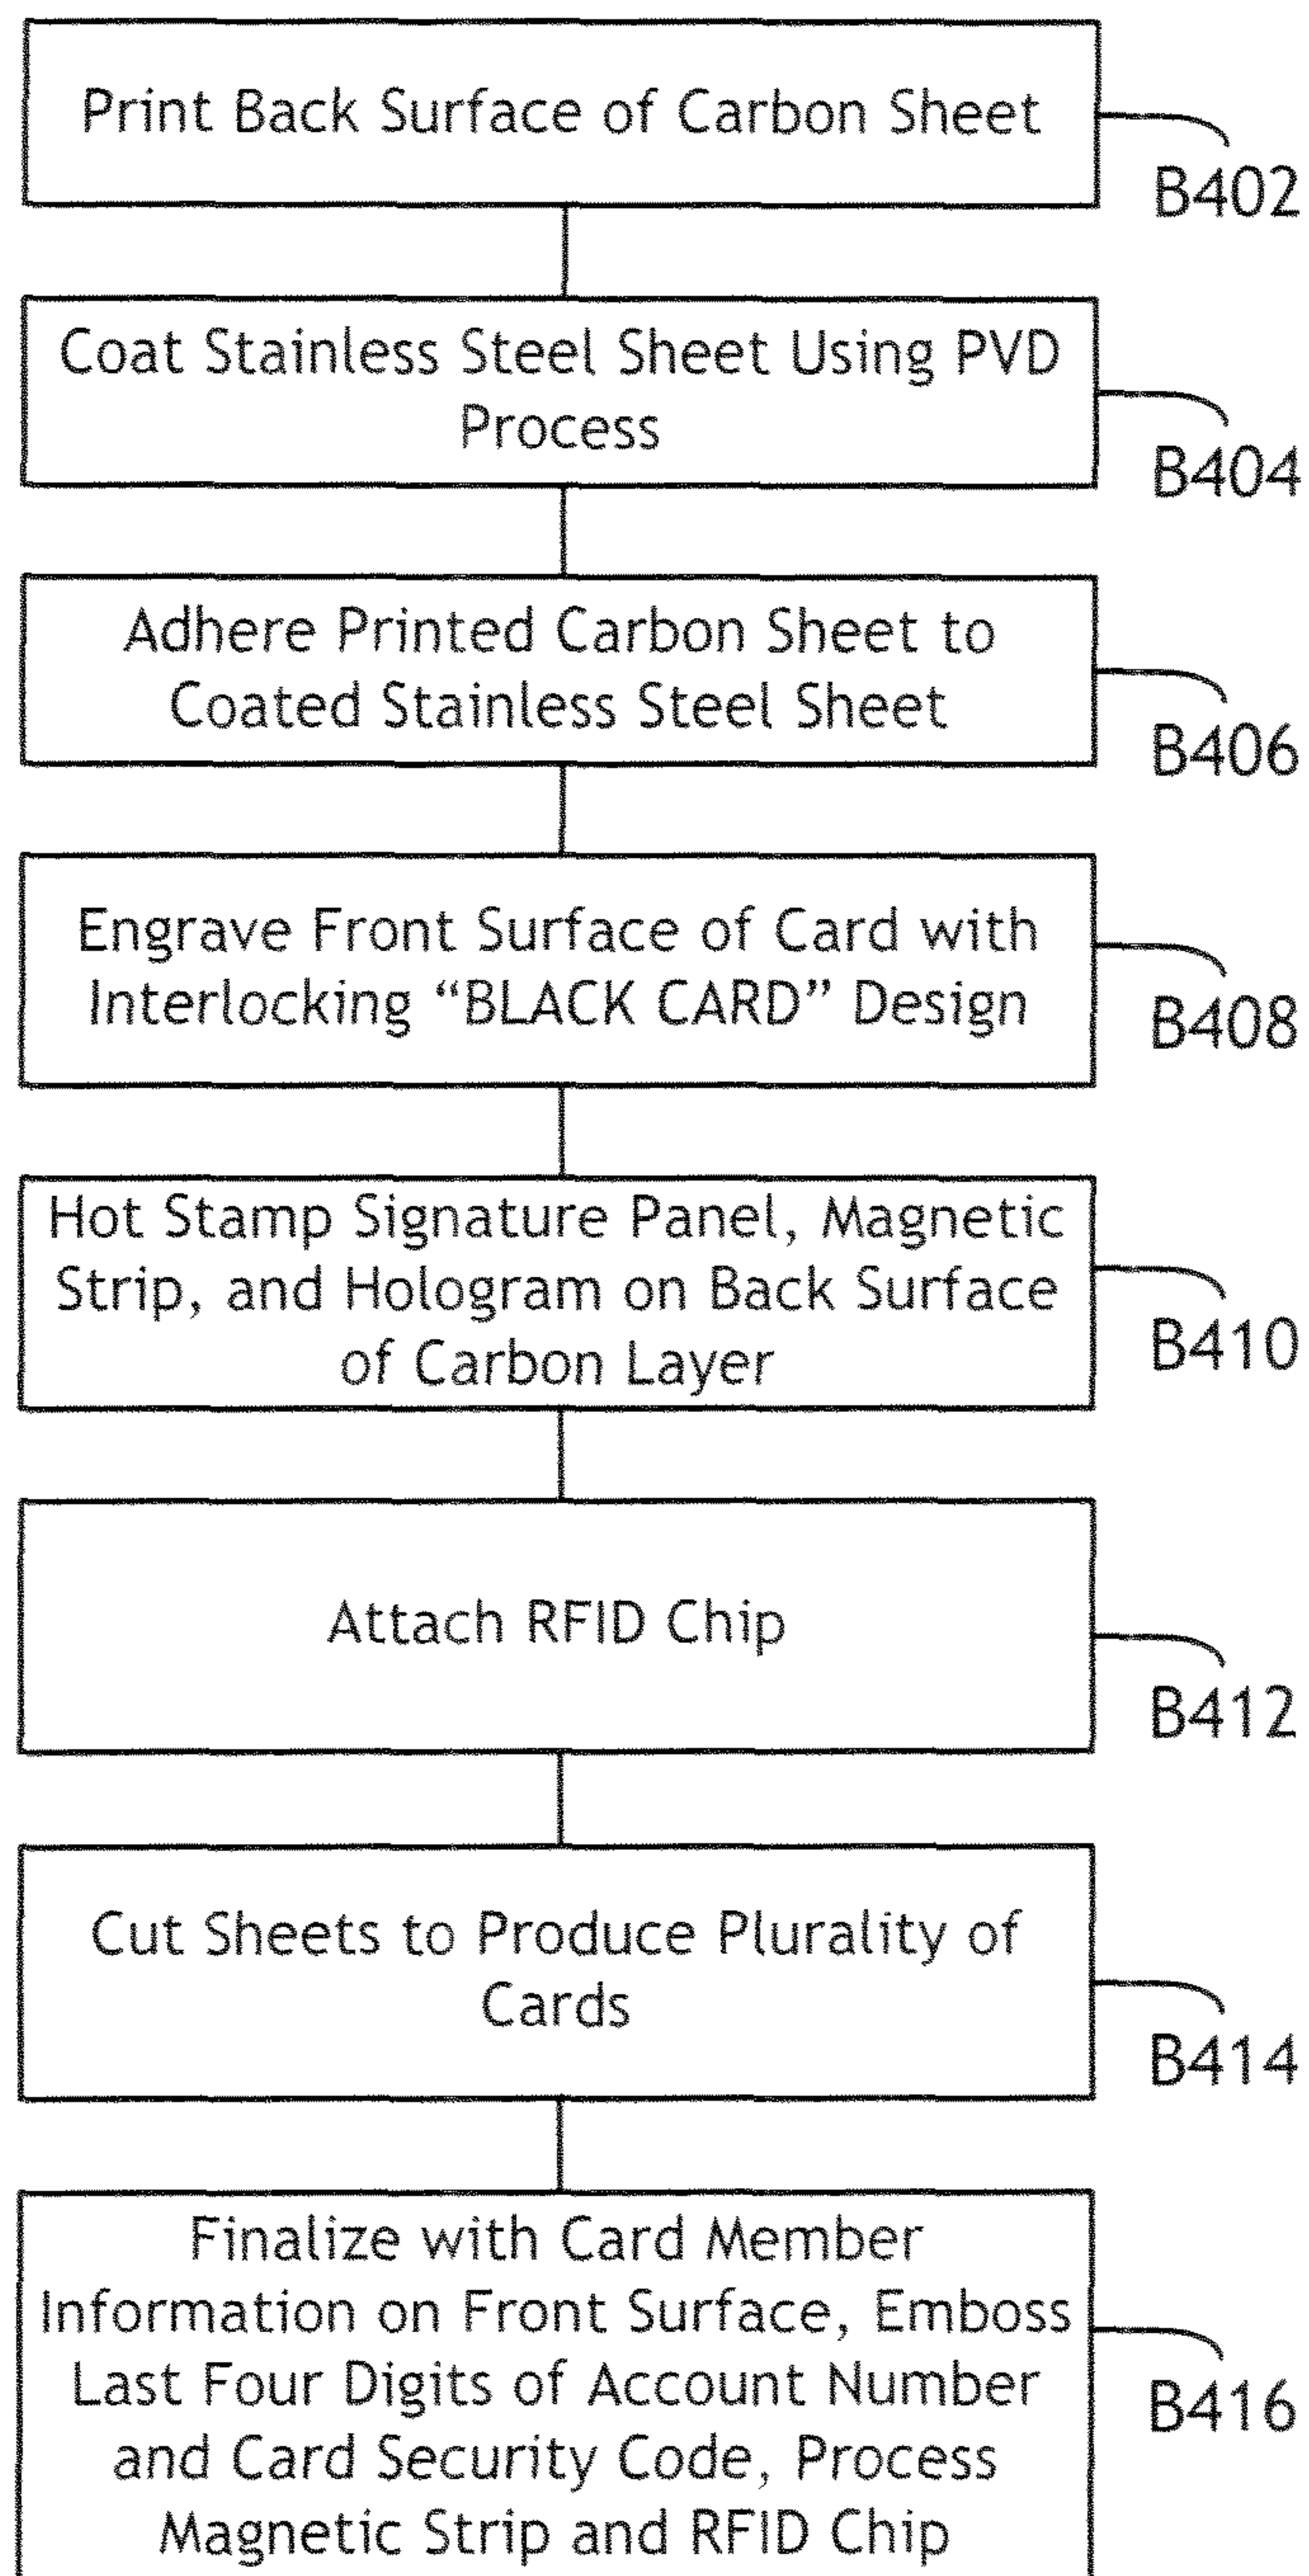 Print Back Surface of Carbon Sheet
B402
Coat Stainless Steel Sheet Using PVD
Process
B404
Adhere Printed Carbon Sheet to
Coated Stainless Steel Sheet
B406
Engrave Front Surface of Card with
Interlocking “BLACK CARD” Design
B408
Hot Stamp Signature Panel, Magnetic
Strip, and Hologram on Back Surface
of Carbon Layer
B410
Attach RFID Chip
B412
Cut Sheets to Produce Plurality of
Cards
B414
Finalize with Card Member
Information on Front Surface, Emboss
Last Four Digits of Account Number
and Card Security Code, Process
Magnetic Strip and RFID Chip
B416